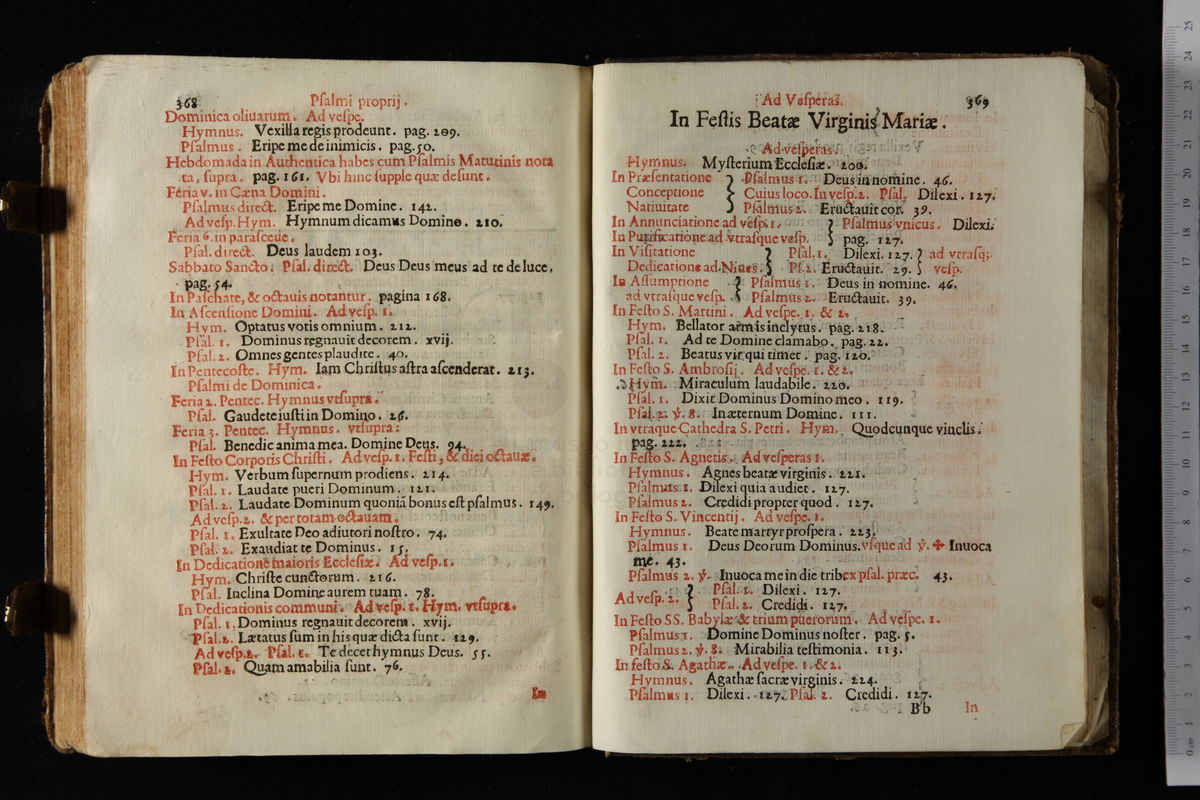 368
Pſalmi proprij.
Dominica oliuarum. Ad veſpe.
Hymnus. Vexilla regis prodeunt. pag. 209.
Pſalmus. Eripe me de inimicis. pag. 50.
Hebdomada in Authentica habes cum Pſalmis Matutinis nota
ta, ſupra. pag. 161. Vbi hinc ſupple quæ deſunt.
Feria v. in Cæna Domini.
Pſalmus direct. Eripe me Domine. 142.
Ad veſp. Hym. Hymnum dicamus Domino. 210.
Feria 6. in paraſceue.
Pſal. direct. Deus laudem 103.
Sabbato Sancto. Pſal. direct. Deus Deus meus ad te de luce.
pag. 54.
In Paſchate, & octauis notantur. pagina 168.
In Aſcenſione Domini. Ad veſp. 1.
Hym. Optatus votis omnium. 212.
Pſal. 1. Dominus regnauit decorem. xvij.
Pſal. 2. Omnes gentes plaudite. 40.
In Pentecoſte. Hym. Iam Chriſtus aſtra aſcenderat. 213.
Pſalmi de Dominica.
Feria 2. Pentec. Hymnus vtſupra.
Pſal. Gaudete iuſti in Domino. 26.
Feria 3. Pentec. Hymnus. vtſupra:
Pſal. Benedic anima mea. Domine Deus. 94.
In Feſto Corporis Chriſti. Ad veſp. 1. Feſti, & diei octauæ.
Hym. Verbum ſupernum prodiens. 214.
Pſal. 1. Laudate pueri Dominum. 121.
Pſal. 2. Laudate Dominum quoniã bonus eſt pſalmus. 149.
Ad veſp. 2. & per totam octauam.
Pſal. 1. Exultate Deo adiutori noſtro. 74.
Pſal. 2. Exaudiat te Dominus. 15.
In Dedicatione maioris Eccleſiæ. Ad veſp. 1.
Hym. Chriſte cunctorum. 216.
Pſal. Inclina Domine aurem tuam. 78.
In Dedicationis communi. Ad veſp. 1. Hym. vtſupra.
Pſal. 1. Dominus regnauit decorem. xvij.
Pſal. 2. Lætatus ſum in his quæ dicta ſunt. 129.
Ad veſp. 2. Pſal. 1. Te decet hymnus Deus. 55.
Pſal. 2. Quam amabilia ſunt. 76.
Ad Veſperas.
369
In Feſtis Beatæ Virginis Mariæ.
Ad veſperas.
Hymnus. Myſterium Eccleſiæ. 200.
In Præſentatione } Pſalmus 1. Deus in nomine. 46.
Conceptione } Cuius loco. In veſp. 2. Pſal. Dilexi. 127.
Natiuitate } Pſalmus 2. Eructauit cor. 39.
In Annunciatione ad veſp. 1. } Pſalmus vnicus. Dilexi.
In Purificatione ad vtraſque veſp. } pag. 127.
In Viſitatione } Pſal. 1. Dilexi. 127. } ad vtraſq;
Dedicatione ad Niues. } Pſ. 2. Eructauit. 29. } veſp.
In Aſſumptione } Pſalmus 1. Deus in nomine. 46.
ad vtraſque veſp. } Pſalmus 2. Eructauit. 39.
In Feſto S. Martini. Ad veſpe. 1. & 2.
Hym. Bellator armis inclytus. pag. 218.
Pſal. 1. Ad te Domine clamabo. pag. 22.
Pſal. 2. Beatus vir qui timet. pag. 120.
In Feſto S. Ambroſij. Ad veſpe. 1. & 2.
Hym. Miraculum laudabile. 220.
Pſal. 1. Dixit Dominus Domino meo. 119.
Pſal. 2. ℣. 8. In æternum Domine. 111.
In vtraque Cathedra S. Petri. Hym. Quodcunque vinclis.
pag. 222.
In Feſto S. Agnetis. Ad veſperas 1.
Hymnus. Agnes beatæ virginis. 221.
Pſalmus 1. Dilexi quia audiet. 127.
Pſalmus 2. Credidi propter quod. 127.
In Feſto S. Vincentij. Ad veſpe. 1.
Hymnus. Beate martyr proſpera. 223.
Pſalmus 1. Deus Deorum Dominus. vſque ad ℣. ✤ Inuoca
me. 43.
Pſalmus 2. ℣. Inuoca me in die trib ex pſal. præc. 43.
Ad veſp. 2. } Pſal. 1. Dilexi. 127.
} Pſal. 2. Credidi. 127.
In Feſto SS. Babylæ & trium puerorum. Ad veſpe. 1.
Pſalmus 1. Domine Dominus noſter. pag. 5.
Pſalmus 2. ℣. 8. Mirabilia teſtimonia. 113.
In feſto S. Agathæ. Ad veſpe. 1. & 2.
Hymnus. Agathæ ſacræ virginis. 224.
Pſalmus 1. Dilexi. 127. Pſal. 2. Credidi. 127.
Bb
In